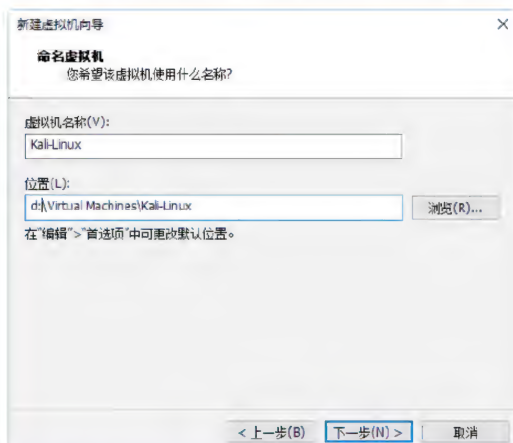 新建虚拟机向导
命名虚拟机
您希望该虚拟机使用什么名称?
虚拟机名称(V):
Kali-Linux
位置(L):
d:\Virtual Machines\Kali-Linux
浏览(R)...
在"编辑">"首选项"中可更改默认位置。
< 上一步(B) 下一步(N) > 取消